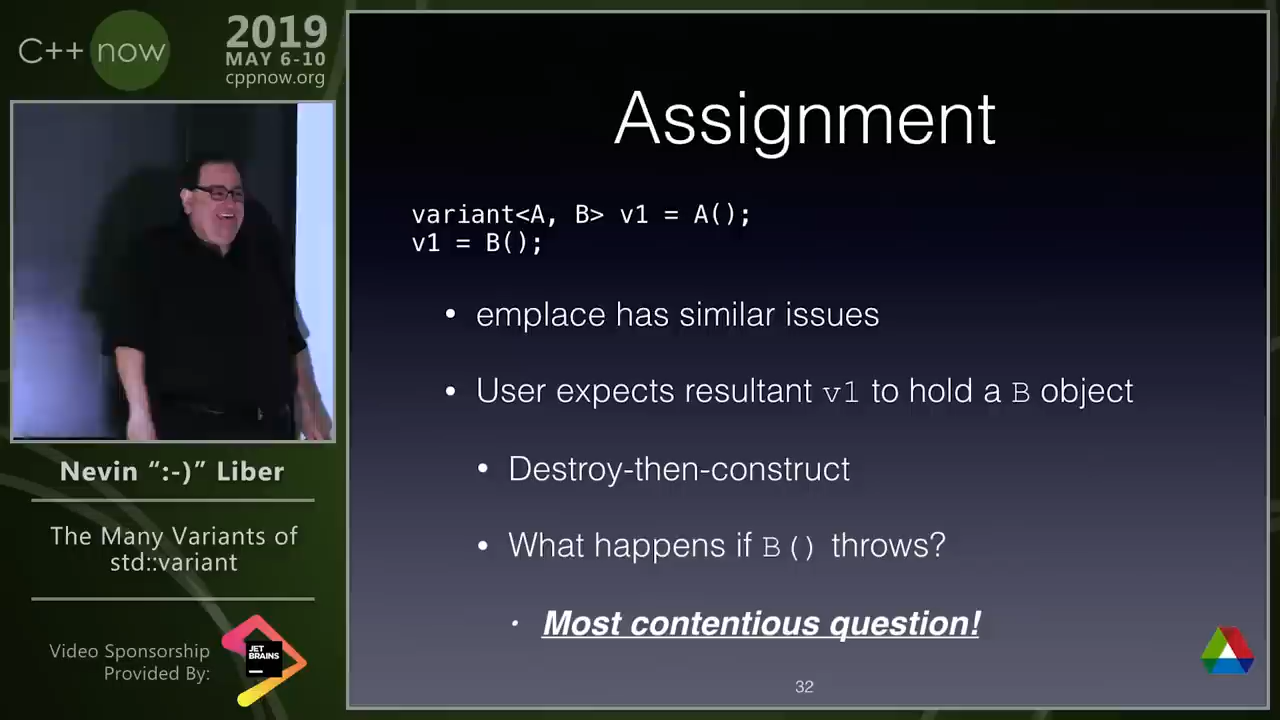 C++ now
2019
MAY 6-10
cppnow.org
Assignment
variant<A, B> v1 = A();
v1 = B();
• emplace has similar issues
• User expects resultant v1 to hold a B object
• Destroy-then-construct
• What happens if B() throws?
• Most contentious question!
32
Nevin “:-)” Liber
The Many Variants of
std::variant
Video Sponsorship
Provided By:
JET
BRAINS